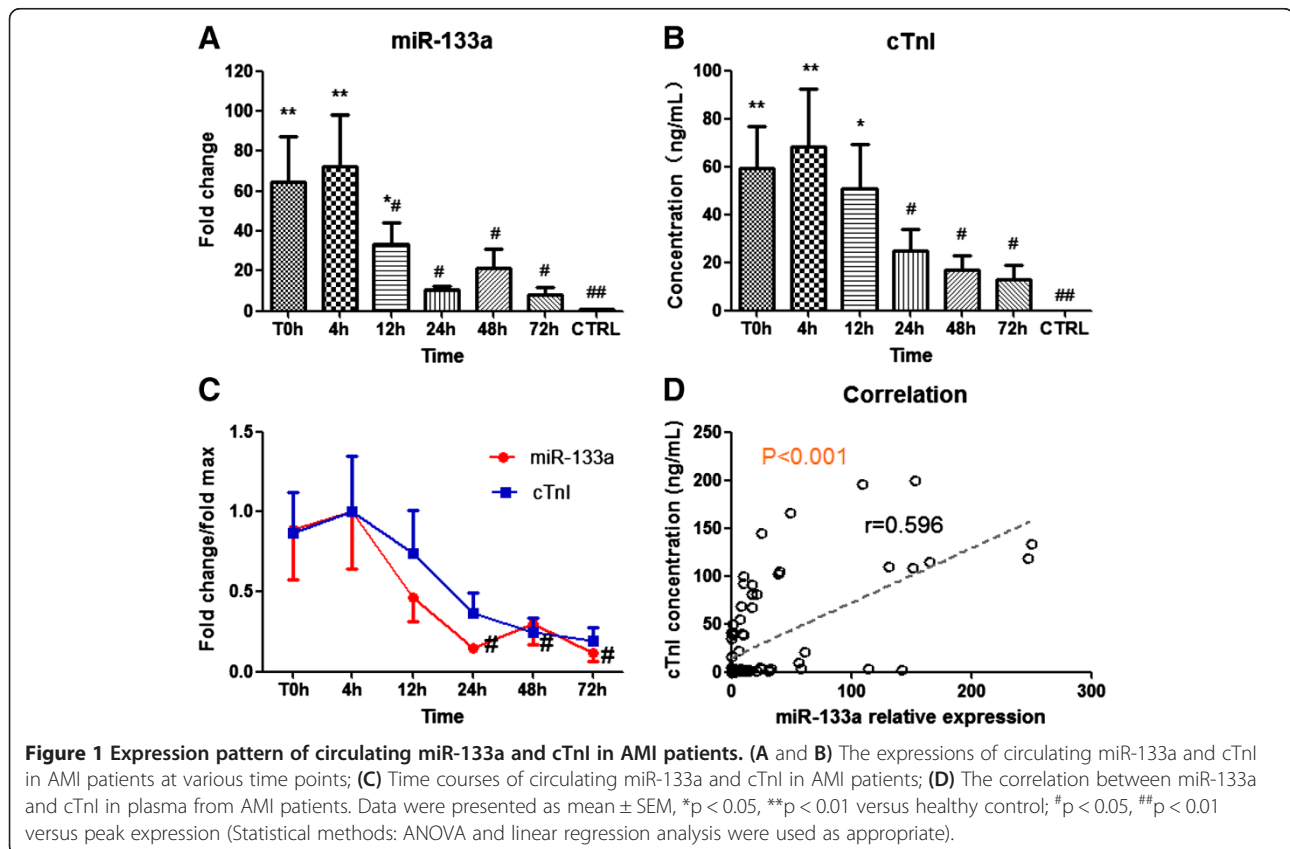 A
miR-133a
Fold change
120
100
80
60
40
20
0
**
**
*#
#
#
#
##
T0h 4h 12h 24h 48h 72h CTRL
Time
B
cTnI
Concentration (ng/mL)
100
80
60
40
20
0
**
**
*
#
#
#
##
T0h 4h 12h 24h 48h 72h CTRL
Time
C
Fold change/fold max
1.5
1.0
0.5
0.0
miR-133a
cTnI
#
#
#
T0h 4h 12h 24h 48h 72h
Time
D
Correlation
cTnI concentration (ng/mL)
250
200
150
100
50
0
P<0.001
r=0.596
0 100 200 300
miR-133a relative expression
Figure 1 Expression pattern of circulating miR-133a and cTnI in AMI patients. (A and B) The expressions of circulating miR-133a and cTnI
in AMI patients at various time points; (C) Time courses of circulating miR-133a and cTnI in AMI patients; (D) The correlation between miR-133a
and cTnI in plasma from AMI patients. Data were presented as mean ± SEM, *p < 0.05, **p < 0.01 versus healthy control; #p < 0.05, ##p < 0.01
versus peak expression (Statistical methods: ANOVA and linear regression analysis were used as appropriate).